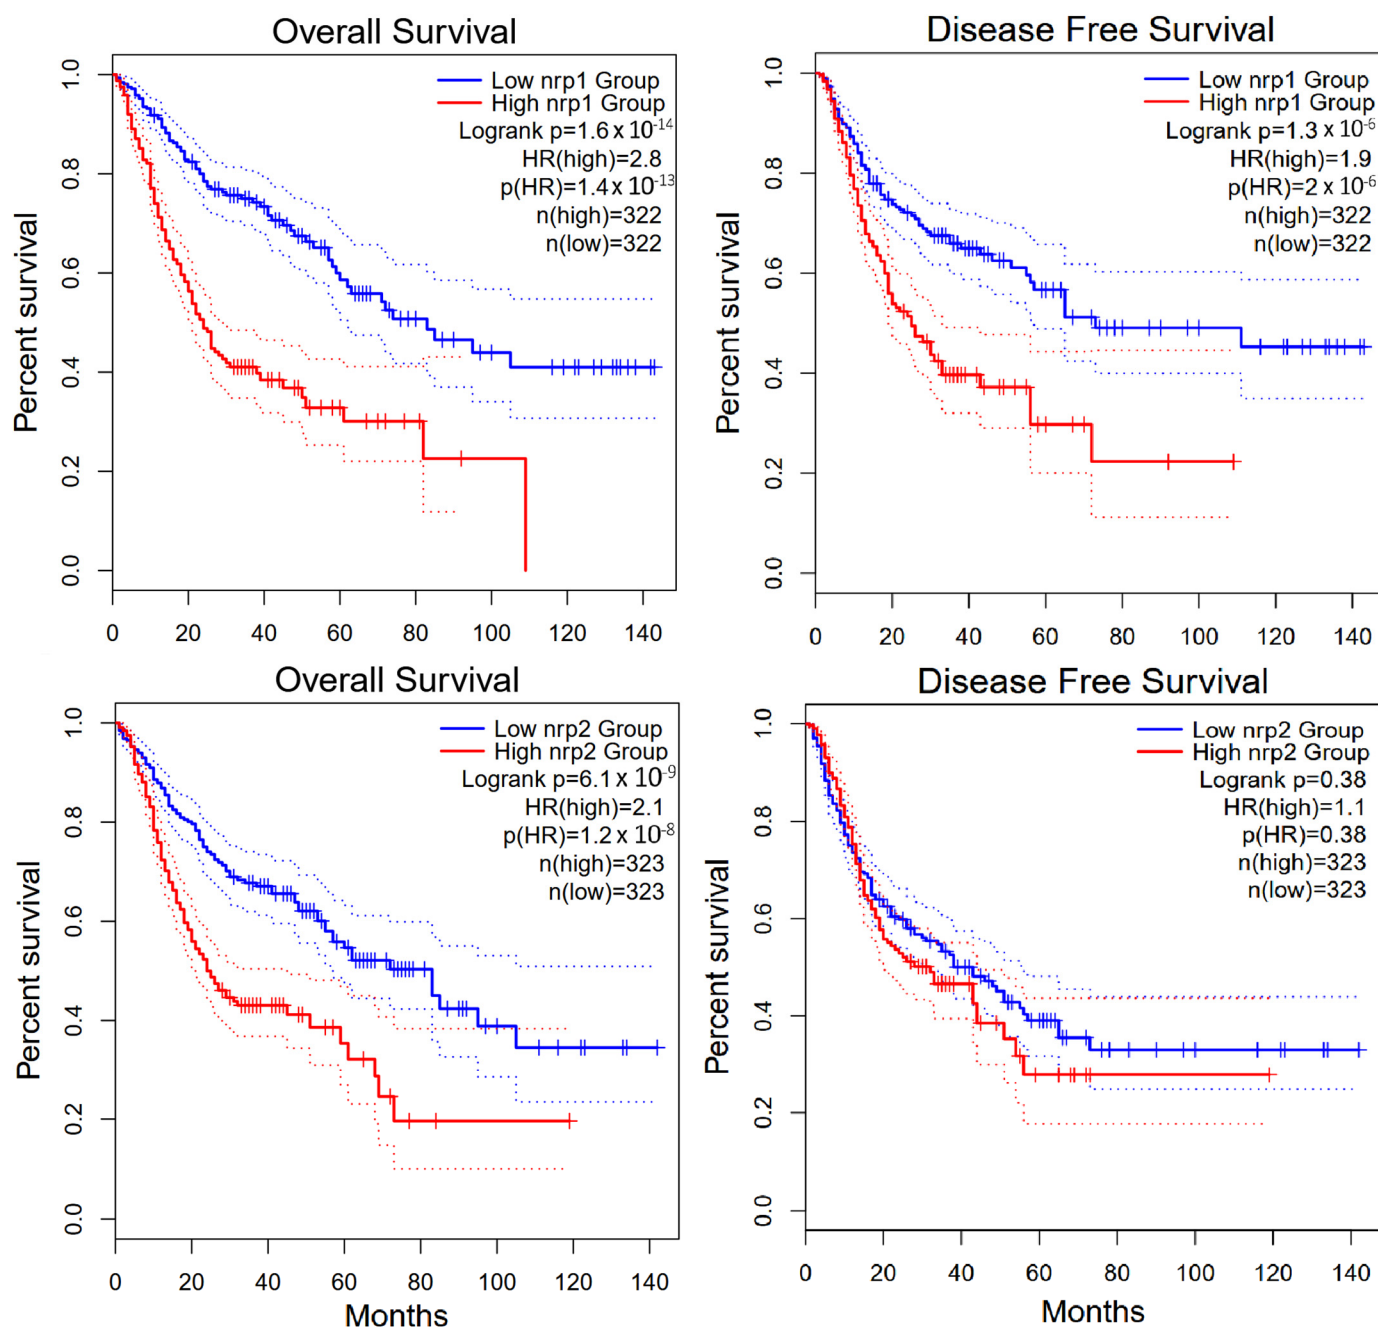 Overall Survival
Percent survival
1.0
0.8
0.6
0.4
0.2
0.0
Low nrp1 Group
High nrp1 Group
Logrank p=1.6 x 10-14
HR(high)=2.8
p(HR)=1.4 x 10-13
n(high)=322
n(low)=322
0 20 40 60 80 100 120 140
Disease Free Survival
Percent survival
1.0
0.8
0.6
0.4
0.2
0.0
Low nrp1 Group
High nrp1 Group
Logrank p=1.3 x 10-6
HR(high)=1.9
p(HR)=2 x 10-6
n(high)=322
n(low)=322
0 20 40 60 80 100 120 140
Overall Survival
Percent survival
1.0
0.8
0.6
0.4
0.2
0.0
Low nrp2 Group
High nrp2 Group
Logrank p=6.1 x 10-9
HR(high)=2.1
p(HR)=1.2 x 10-8
n(high)=323
n(low)=323
0 20 40 60 80 100 120 140
Months
Disease Free Survival
Percent survival
1.0
0.8
0.6
0.4
0.2
0.0
Low nrp2 Group
High nrp2 Group
Logrank p=0.38
HR(high)=1.1
p(HR)=0.38
n(high)=323
n(low)=323
0 20 40 60 80 100 120 140
Months